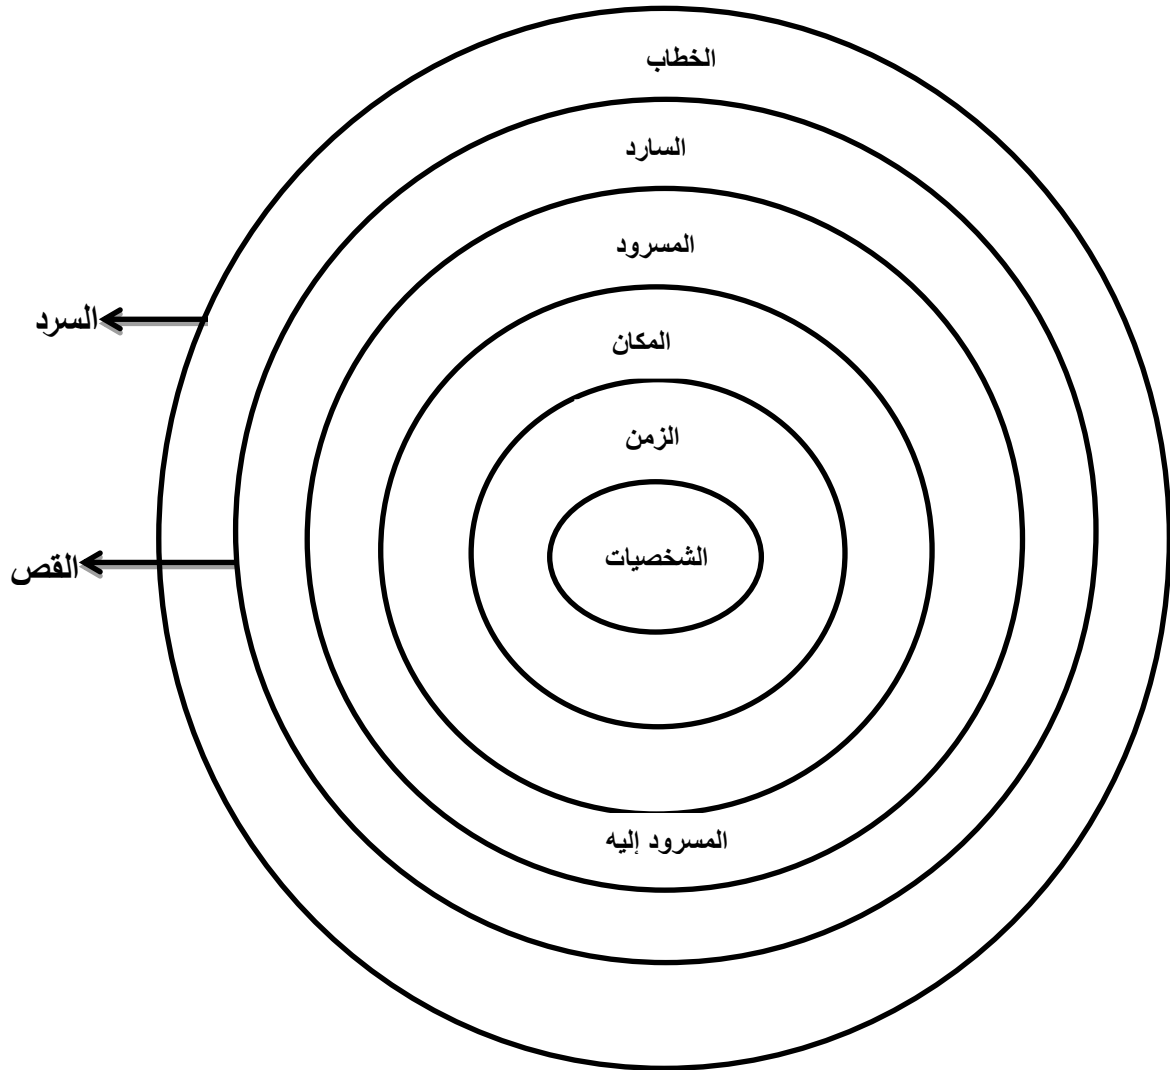 الخطاب
السارد
المسرود
السرد
المكان
الزمن
الشخصيات
القص
المسرود إليه